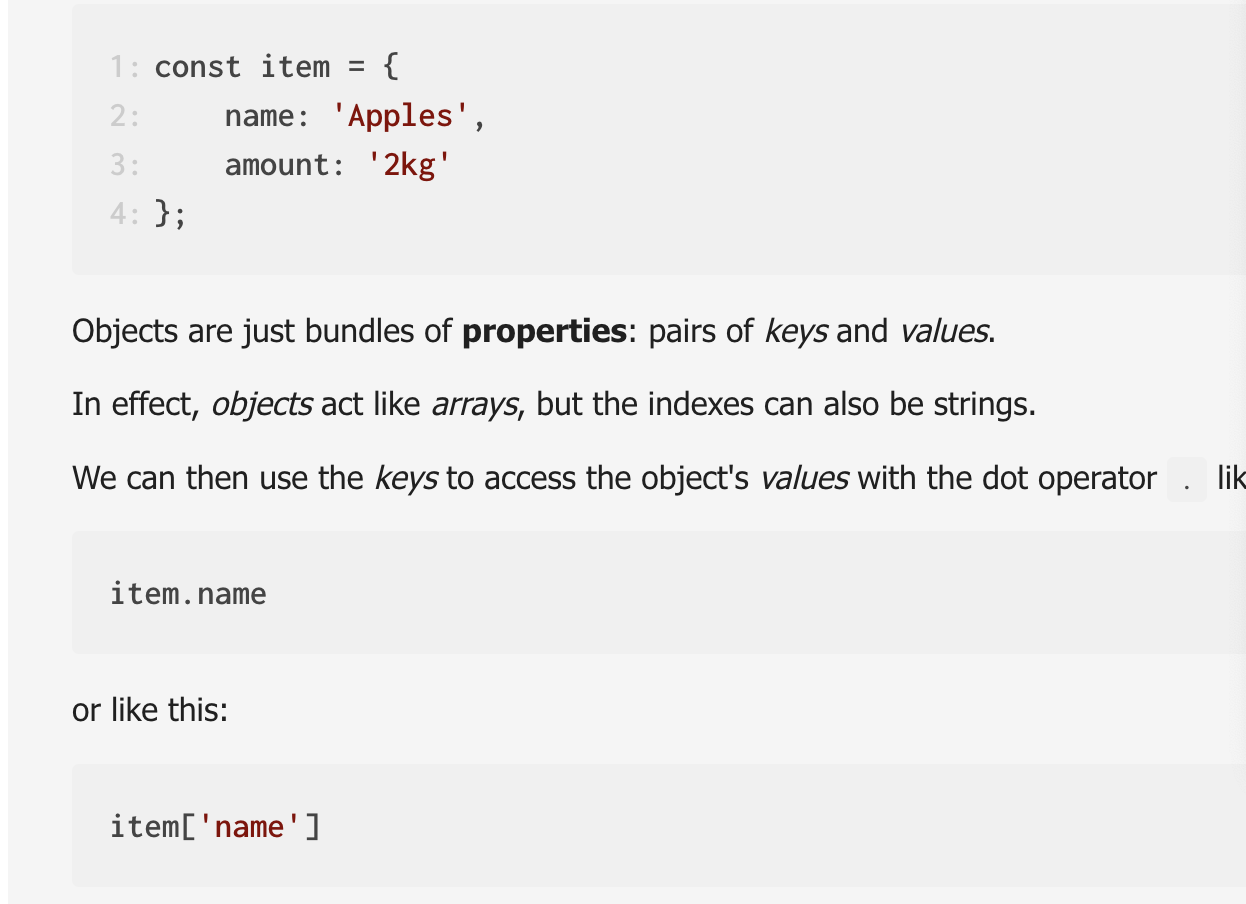 1: const item = {
2:     name: 'Apples',
3:     amount: '2kg'
4: };
Objects are just bundles of properties: pairs of keys and values.
In effect, objects act like arrays, but the indexes can also be strings.
We can then use the keys to access the object's values with the dot operator . lik
item.name
or like this:
item['name']